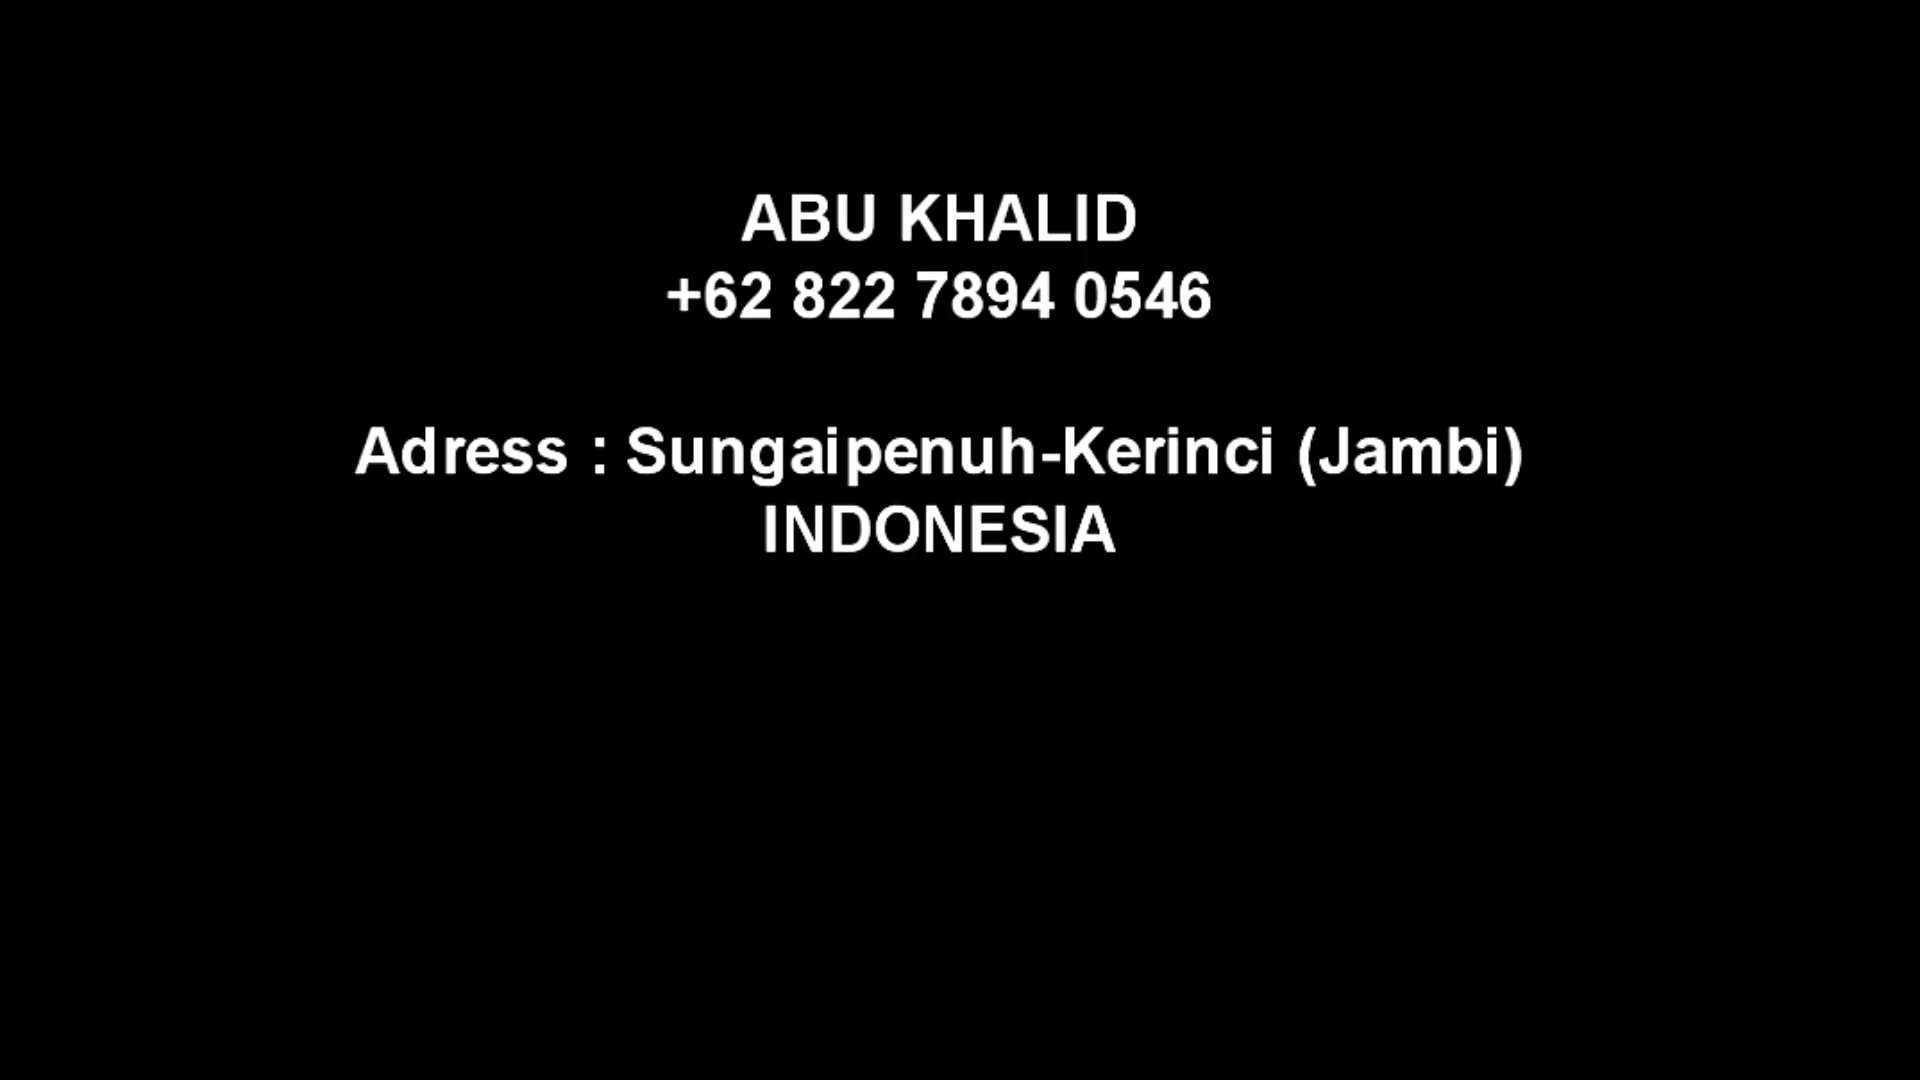 ABU KHALID
+62 822 7894 0546
Adress : Sungaipenuh-Kerinci (Jambi)
INDONESIA